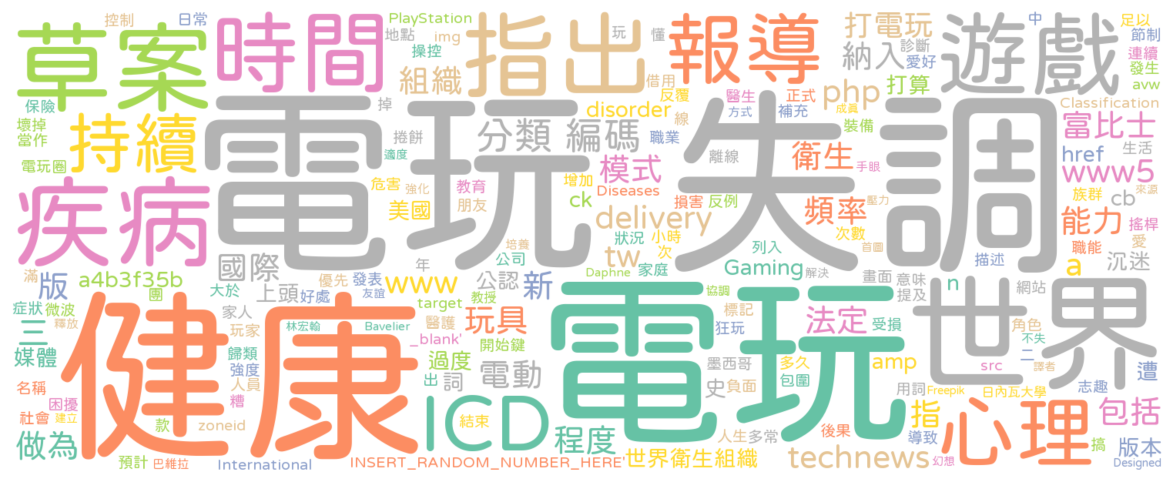 控制 日常 PlayStation 中 足以
草案 時間 指出 報導 遊戲
地點 img 玩 懂 打電玩 節制
操控 組織 借用 納入 診斷 愛好 連續
保險 掉 反覆 醫生 正式 成員 php 打算 發生 avw
壞掉 當作 持續 電玩失調 disorder 線 方式 補充 裝備 Classification
捲餅 分類 編碼 職業 富比士
電玩圈 適度 離線 衛生 手眼 href 生活
疾病 危害 強化 教育 增加 模式 www5
美國 朋友 ck Diseases 損害 反例 頻率 族群 cb 來源
delivery 壓力 次數 能力 搖桿
培養 狀況 小時 首圖 愛
國際 公司 tw 次 列入 描述 職能
滿 a4b3f35b 優先 發表 年 公認 Daphne 家庭 Gaming 解決 畫面 意味 a 沉迷
版 團 大於 上頭 好處 友誼 www target 教授 新 協調 標記 提及 n 網站 世界
症狀 微波 家人 林宏翰 Bavelier 醫護 玩具 電玩 狂玩 法定 受損 角色
三 釋放 玩家 _blank' 開始鍵 不失
媒體 歸類 健康 過度 墨西哥 多久 amp src 二 譯者 遭
名稱 人員 強度 出 詞 電動 史 負面 包圍 用詞 Freepik 日內瓦大學 志趣
社會 困擾 糟 ICD 指 心理 包括
建立 款 zoneid 結束 程度 人生 多常 後果 導致 搞 版本
做為 預計 巴維拉 International INSERT_RANDOM_NUMBER_HERE' 世界衛生組織 technews 幻想 Designed